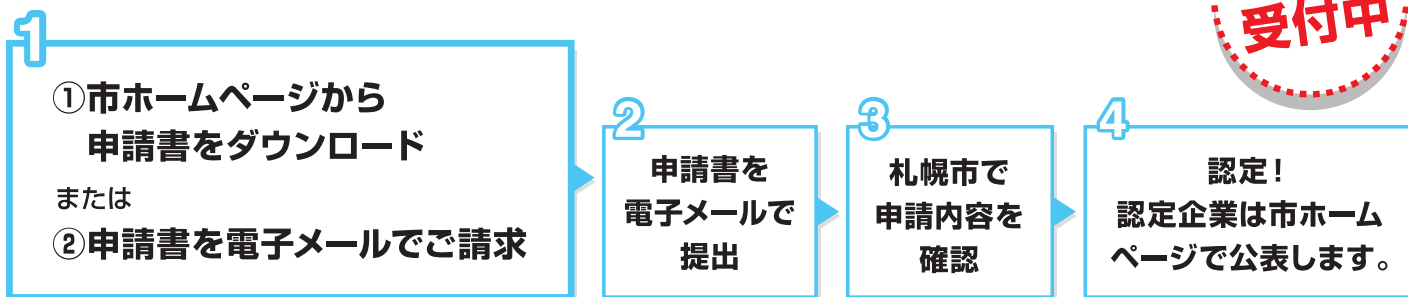 受付中
1
①市ホームページから
申請書をダウンロード
または
②申請書を電子メールでご請求
2
申請書を
電子メールで
提出
3
札幌市で
申請内容を
確認
4
認定！
認定企業は市ホーム
ページで公表します。